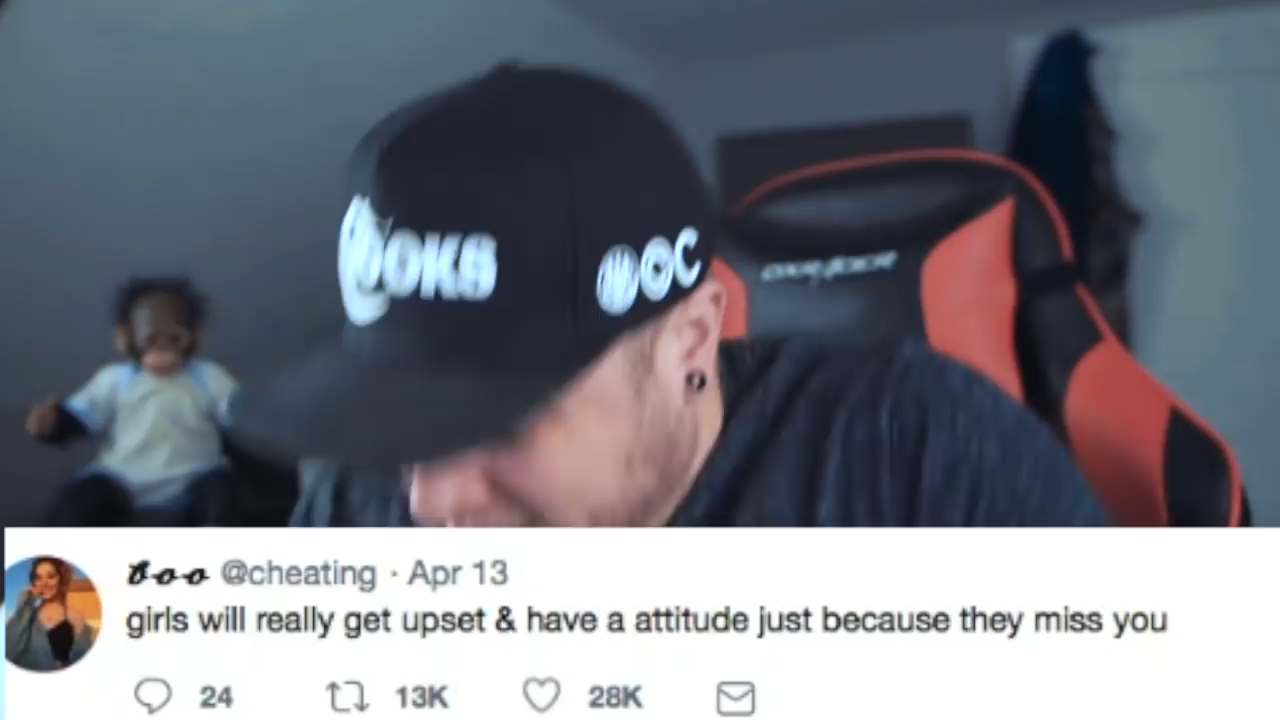 OKS
boo @cheating · Apr 13
girls will really get upset & have a attitude just because they miss you
24 13K 28K